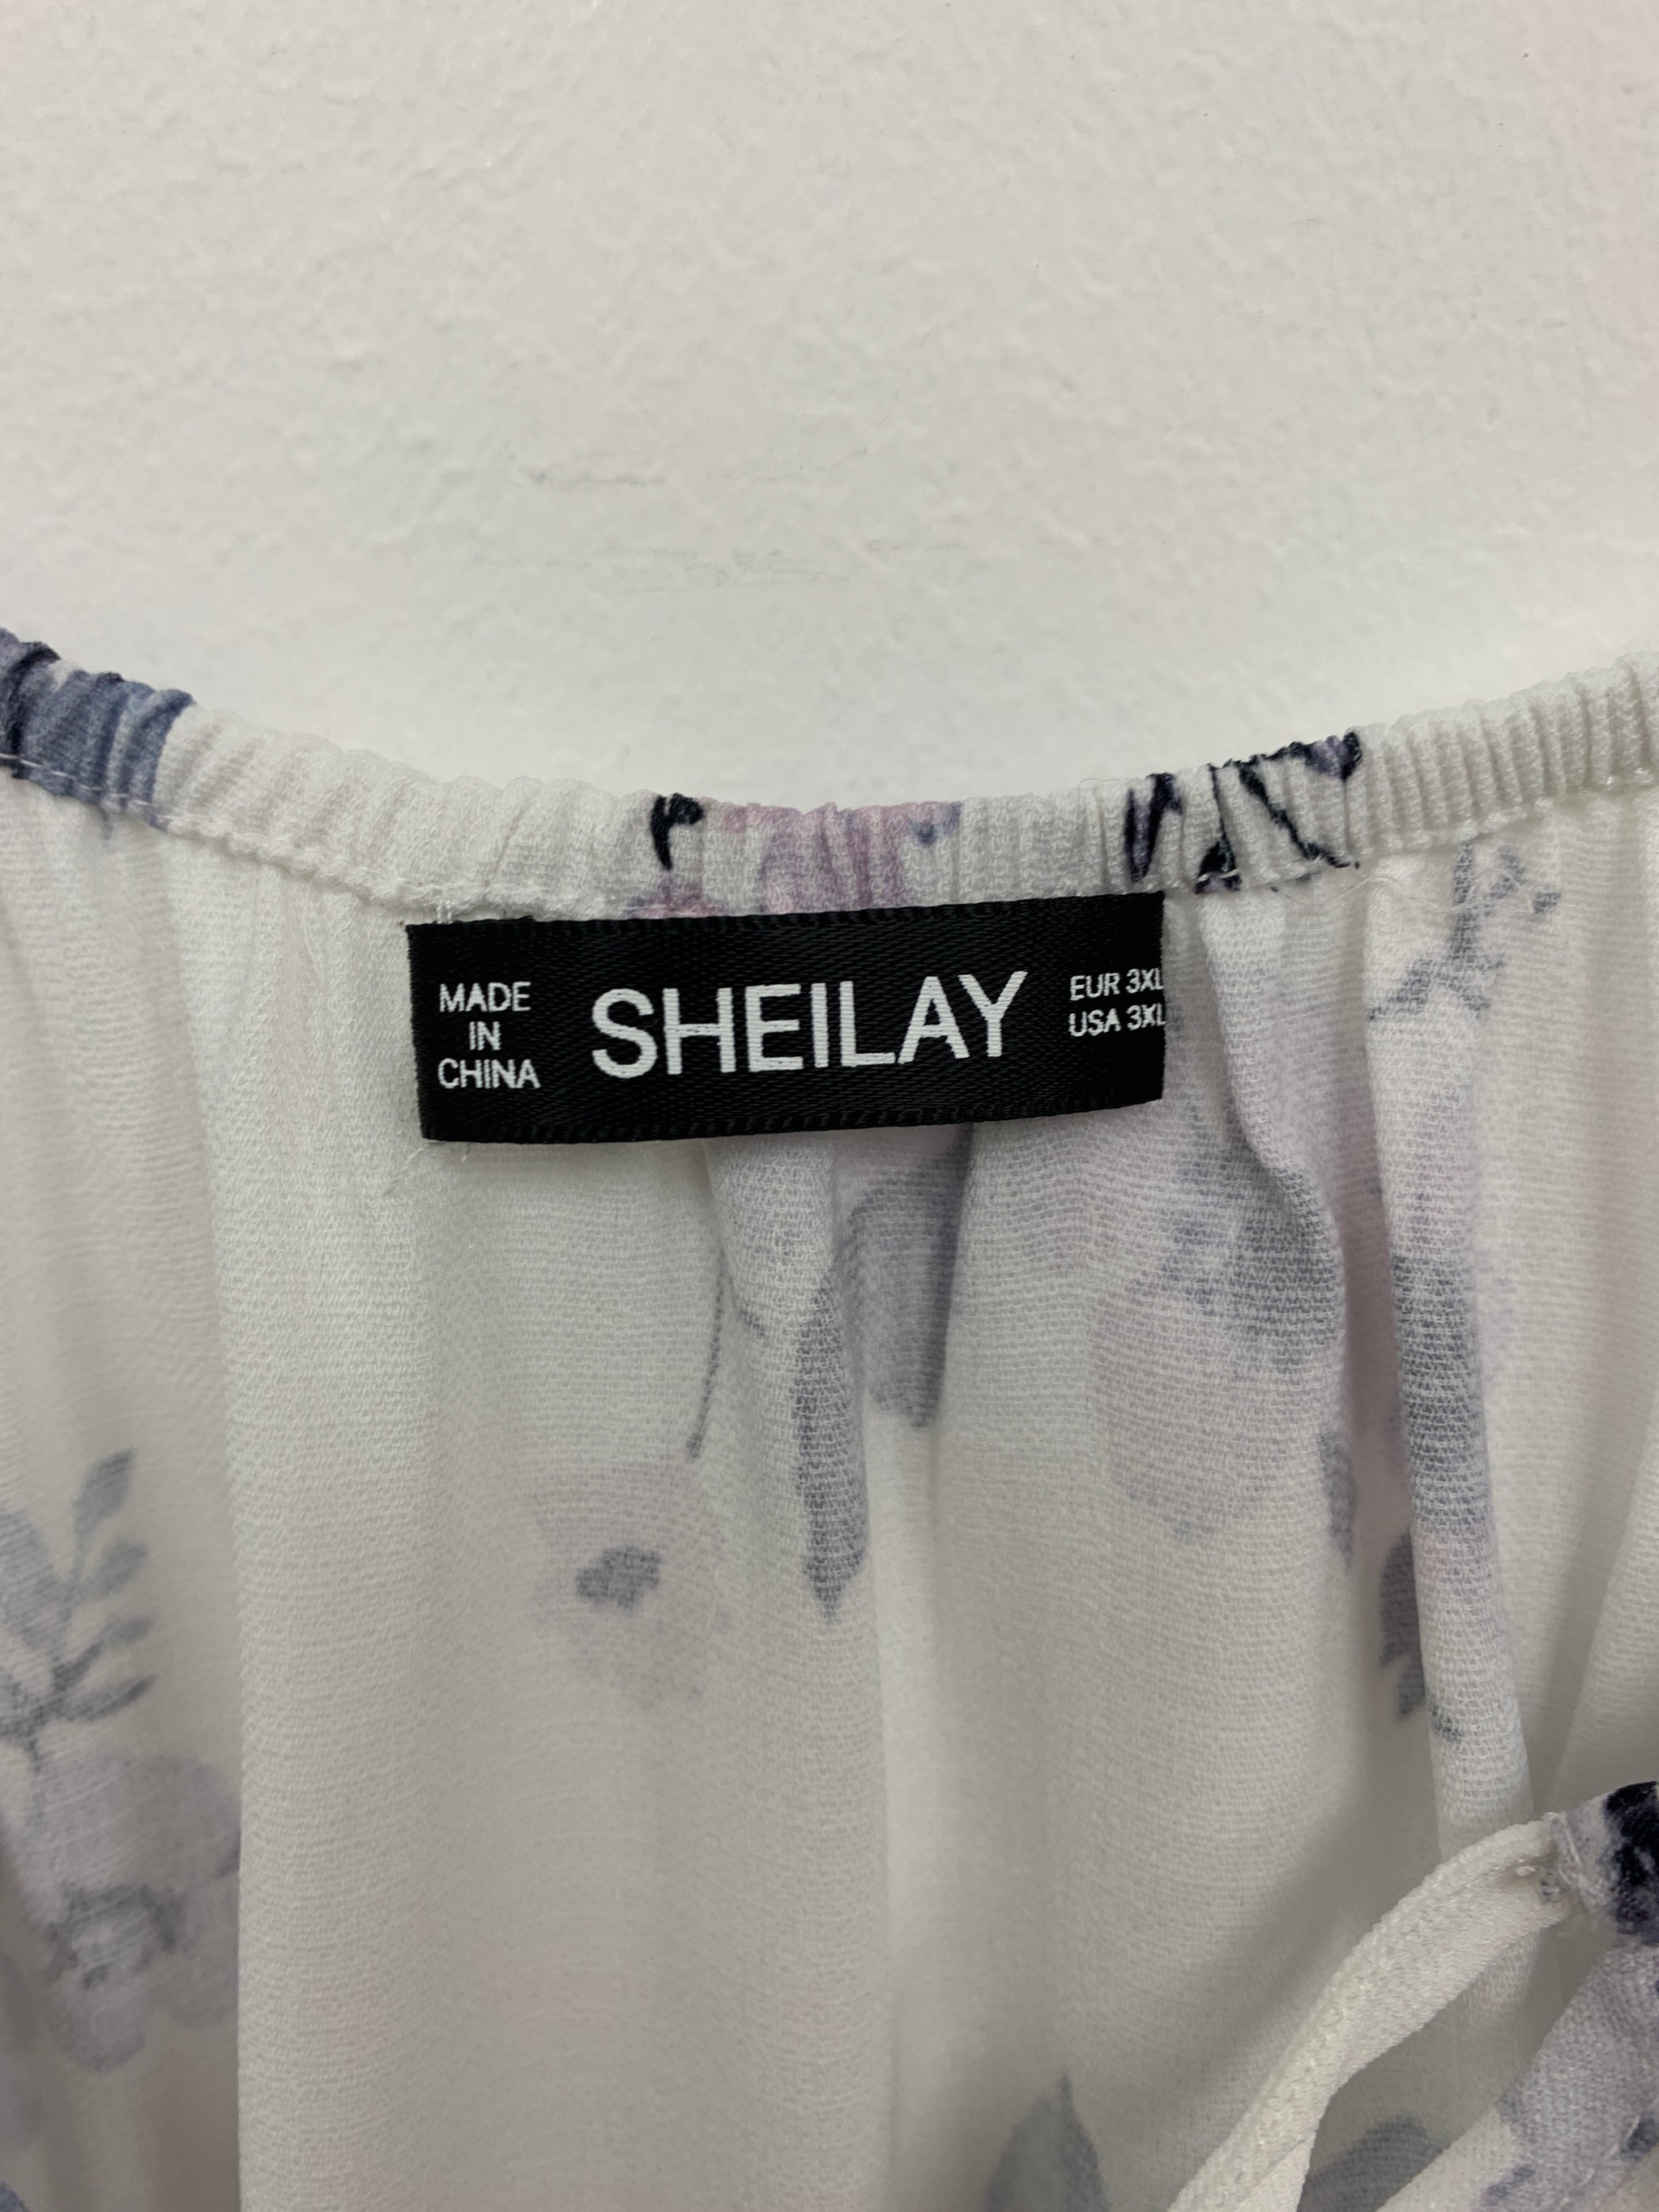 MADE
IN
CHINA
SHEILAY
EUR 3XL
USA 3XL